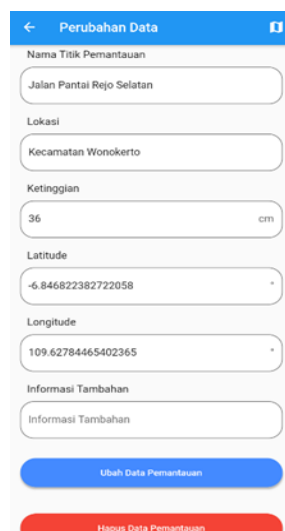 Perubahan Data
Nama Titik Pemantauan
Jalan Pantai Rejo Selatan
Lokasi
Kecamatan Wonokerto
Ketinggian
36 cm
Latitude
-6.846822382722058 °
Longitude
109.62784465402365 °
Informasi Tambahan
Informasi Tambahan
Ubah Data Pemantauan
Hapus Data Pemantauan